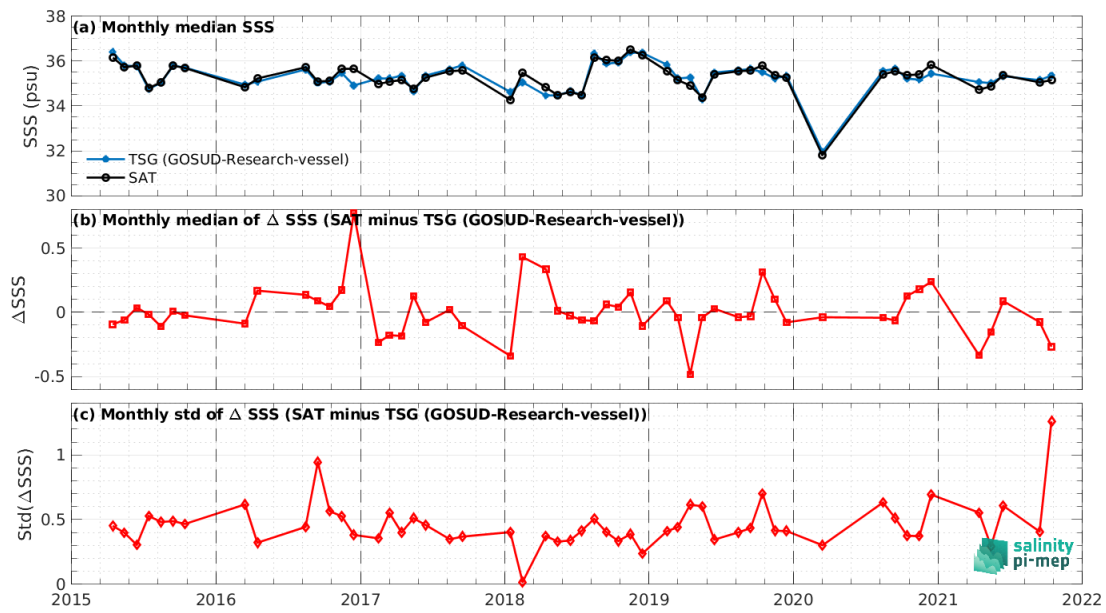 (a) Monthly median SSS
38
36
34
32
30
SSS (psu)
TSG (GOSUD-Research-vessel)
SAT
(b) Monthly median of Δ SSS (SAT minus TSG (GOSUD-Research-vessel))
0.5
0
-0.5
ΔSSS
(c) Monthly std of Δ SSS (SAT minus TSG (GOSUD-Research-vessel))
1
0.5
0
Std(ΔSSS)
salinity
pi-mep
2015 2016 2017 2018 2019 2020 2021 2022